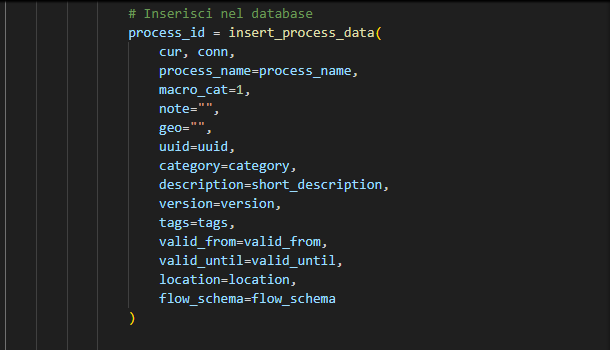 # Inserisci nel database
process_id = insert_process_data(
cur, conn,
process_name=process_name,
macro_cat=1,
note="",
geo="",
uuid=uuid,
category=category,
description=short_description,
version=version,
tags=tags,
valid_from=valid_from,
valid_until=valid_until,
location=location,
flow_schema=flow_schema
)